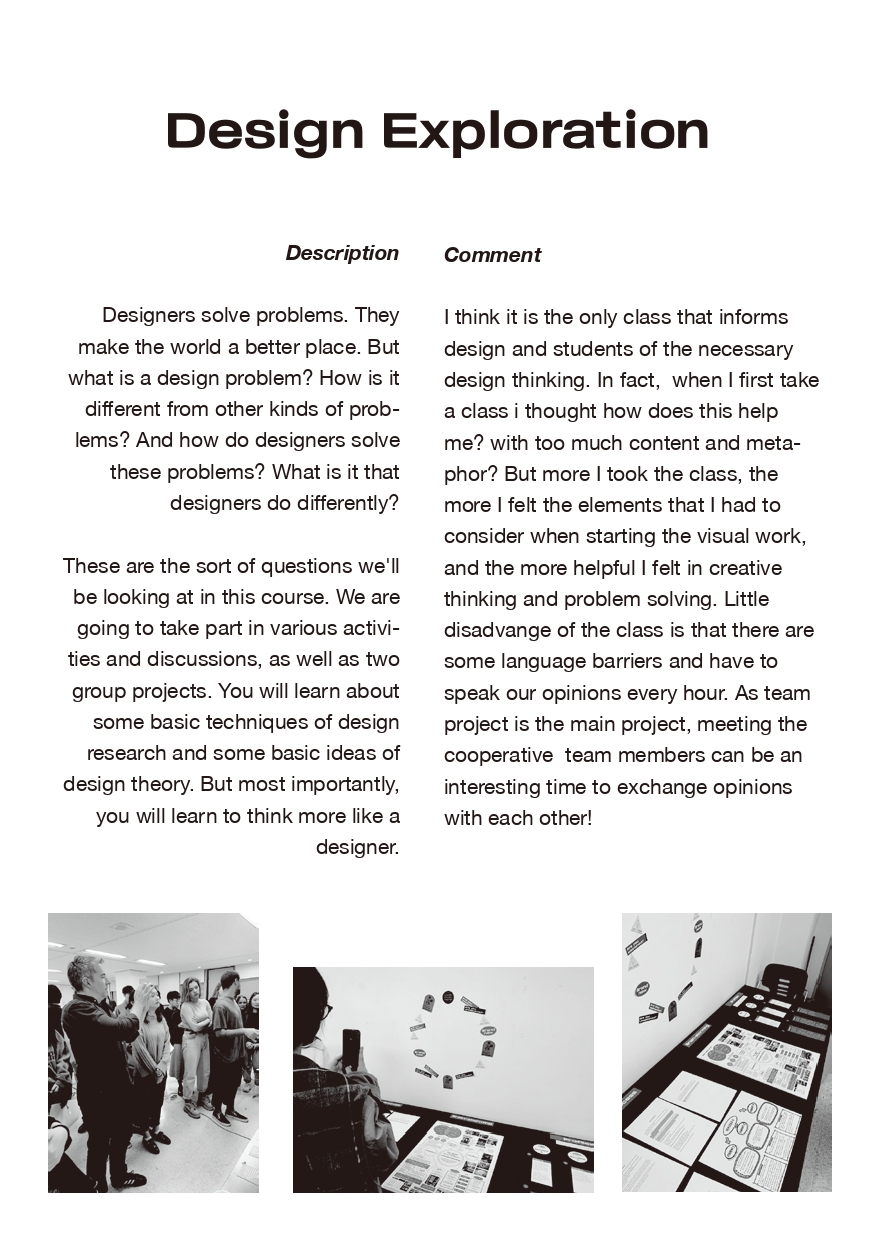 Design Exploration
Description
Designers solve problems. They
make the world a better place. But
what is a design problem? How is it
different from other kinds of prob-
lems? And how do designers solve
these problems? What is it that
designers do differently?
These are the sort of questions we'll
be looking at in this course. We are
going to take part in various activi-
ties and discussions, as well as two
group projects. You will learn about
some basic techniques of design
research and some basic ideas of
design theory. But most importantly,
you will learn to think more like a
designer.
Comment
I think it is the only class that informs
design and students of the necessary
design thinking. In fact,  when I first take
a class i thought how does this help
me? with too much content and meta-
phor? But more I took the class, the
more I felt the elements that I had to
consider when starting the visual work,
and the more helpful I felt in creative
thinking and problem solving. Little
disadvange of the class is that there are
some language barriers and have to
speak our opinions every hour. As team
project is the main project, meeting the
cooperative  team members can be an
interesting time to exchange opinions
with each other!